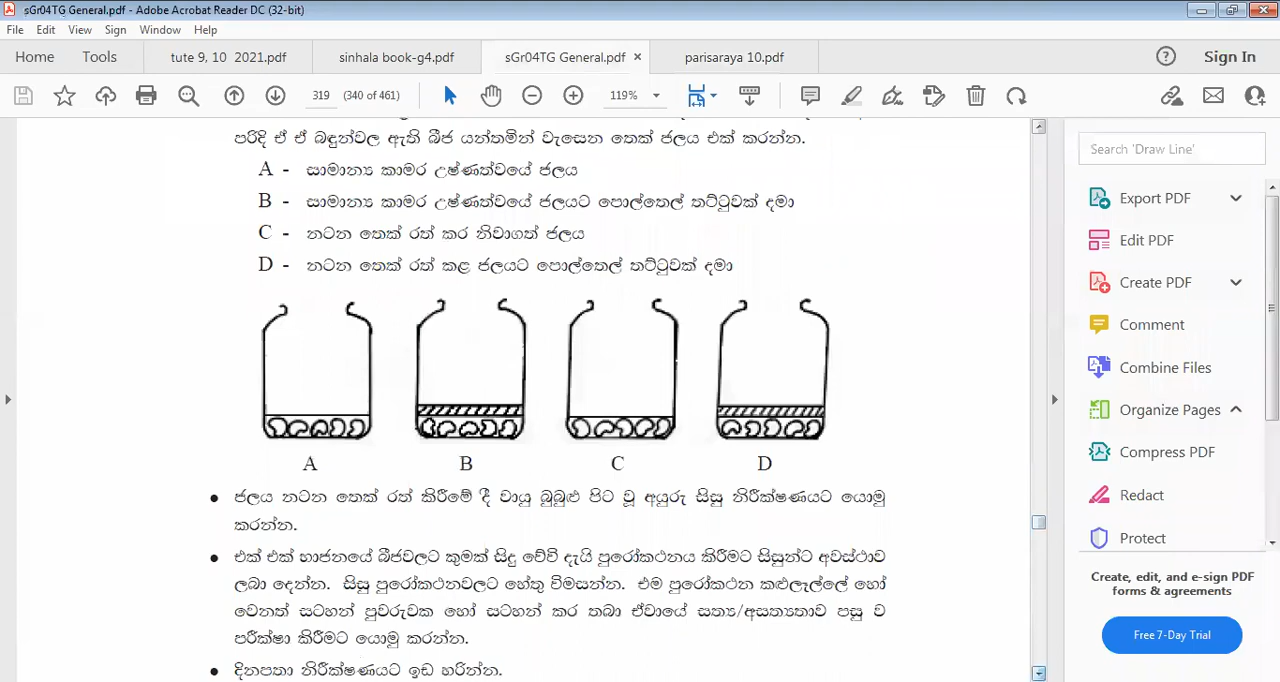 sGr04TG General.pdf - Adobe Acrobat Reader DC (32-bit)
File Edit View Sign Window Help
Home Tools tute 9, 10 2021.pdf sinhala book-g4.pdf sGr04TG General.pdf × parisaraya 10.pdf Sign In
319 (340 of 461) 119%
පරිදි ඒ ඒ බඳුන්වල ඇති බීජ යන්තමින් වැසෙන තෙක් ජලය එක් කරන්න.
A - සාමාන්‍ය කාමර උෂ්ණත්වයේ ජලය
B - සාමාන්‍ය කාමර උෂ්ණත්වයේ ජලයට පොල්තෙල් තට්ටුවක් දමා
C - නටන තෙක් රත් කර නිවාගත් ජලය
D - නටන තෙක් රත් කළ ජලයට පොල්තෙල් තට්ටුවක් දමා
A B C D
• ජලය නටන තෙක් රත් කිරීමේ දී වායු බුබුළු පිට වූ අයුරු සිසු නිරීක්ෂණයට යොමු
කරන්න.
• එක් එක් භාජනයේ බීජවලට කුමක් සිදු වේවි දැයි පුරෝකථනය කිරීමට සිසුන්ට අවස්ථාව
ලබා දෙන්න. සිසු පුරෝකථනවලට හේතු විමසන්න. එම පුරෝකථන කළුලෑල්ලේ හෝ
වෙනත් සටහන් පුවරුවක හෝ සටහන් කර තබා ඒවායේ සත්‍ය/අසත්‍යතාව පසු ව
පරීක්ෂා කිරීමට යොමු කරන්න.
• දිනපතා නිරීක්ෂණයට ඉඩ හරින්න.
Search 'Draw Line'
Export PDF
Edit PDF
Create PDF
Comment
Combine Files
Organize Pages
Compress PDF
Redact
Protect
Create, edit, and e-sign PDF
forms & agreements
Free 7-Day Trial